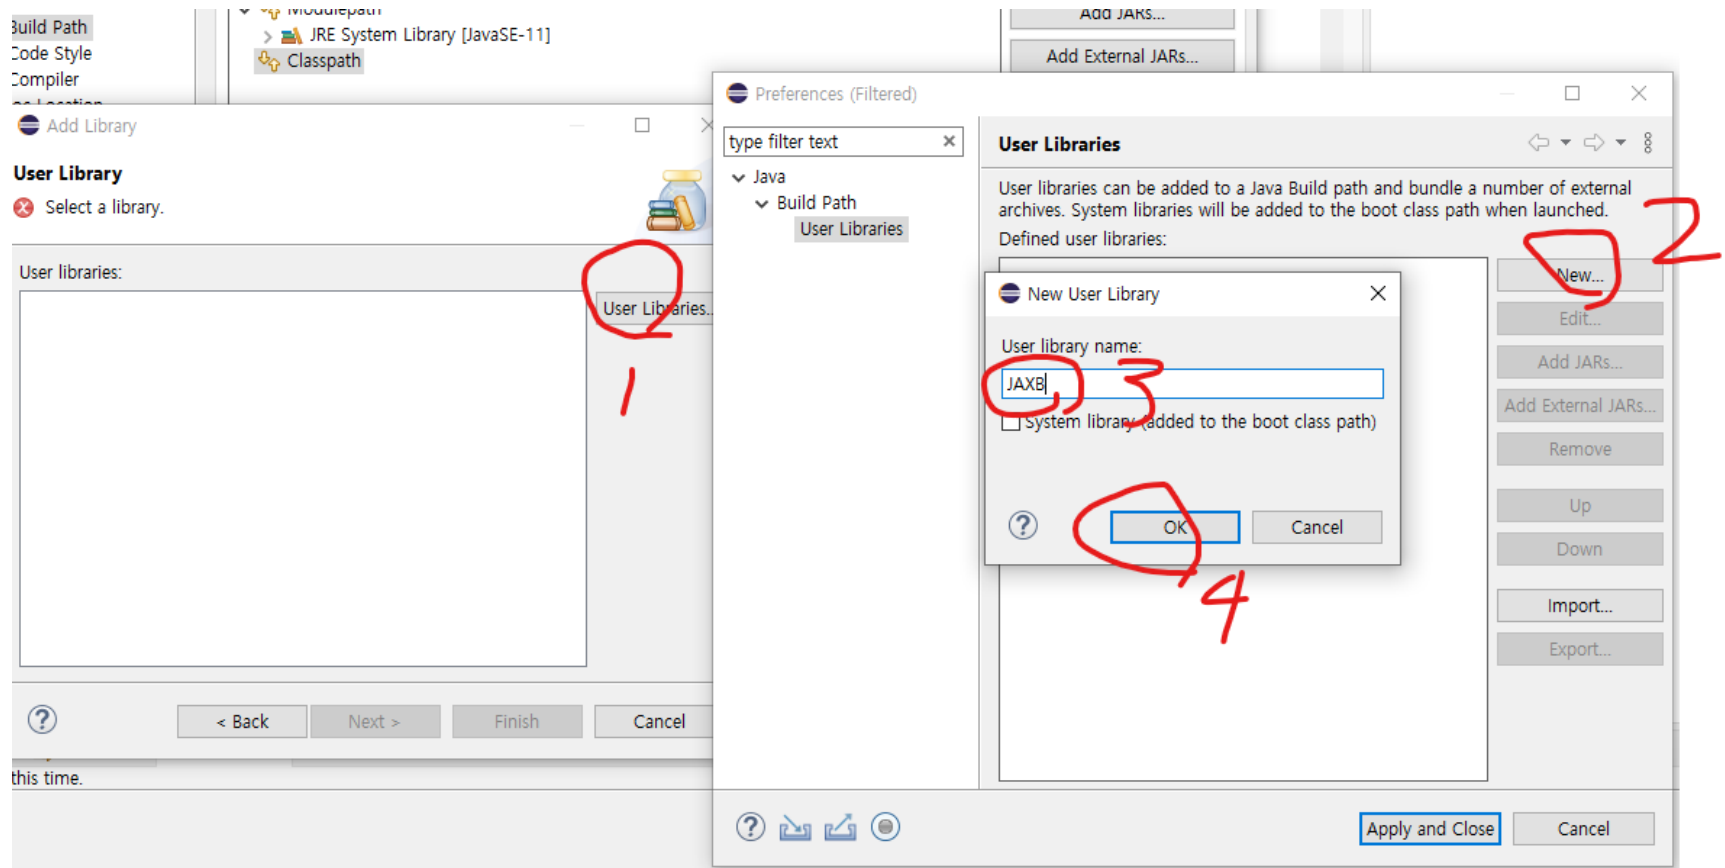 Build Path
Code Style
Compiler
Modulepath
JRE System Library [JavaSE-11]
Classpath
Add JARs...
Add External JARs...
Add Library
User Library
Select a library.
User libraries:
User Libraries...
1
< Back
Next >
Finish
Cancel
this time.
Preferences (Filtered)
type filter text
Java
Build Path
User Libraries
User Libraries
User libraries can be added to a Java Build path and bundle a number of external
archives. System libraries will be added to the boot class path when launched.
Defined user libraries:
2
New...
Edit...
Add JARs...
Add External JARs...
Remove
Up
Down
Import...
Export...
New User Library
User library name:
JAXB
3
System library (added to the boot class path)
OK
Cancel
4
Apply and Close
Cancel